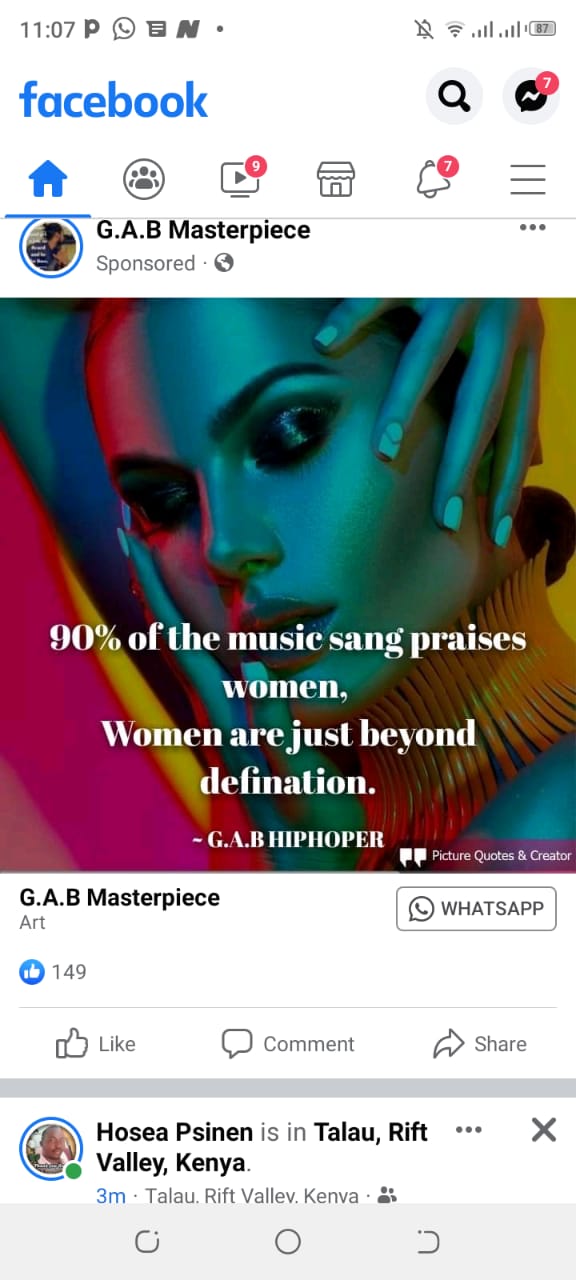 11:07
87
facebook
7
9
7
G.A.B Masterpiece
Sponsored ·
90% of the music sang praises
women,
Women are just beyond
defination.
~ G.A.B HIPHOPER
Picture Quotes & Creator
G.A.B Masterpiece
Art
WHATSAPP
149
Like
Comment
Share
Hosea Psinen is in Talau, Rift
Valley, Kenya.
3m · Talau, Rift Valley, Kenya ·